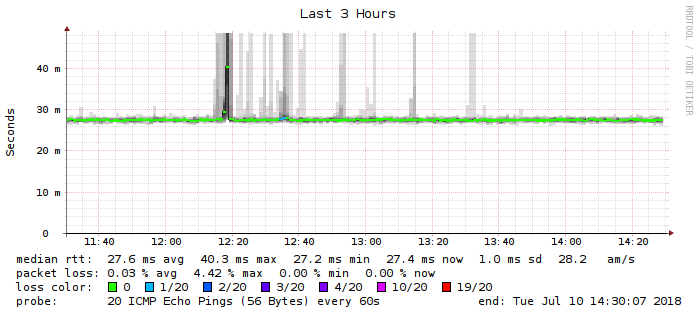 Last 3 Hours
RRDTOOL / TOBI OETIKER
Seconds
40 m
30 m
20 m
10 m
0
11:40 12:00 12:20 12:40 13:00 13:20 13:40 14:00 14:20
median rtt: 27.6 ms avg 40.3 ms max 27.2 ms min 27.4 ms now 1.0 ms sd 28.2 am/s
packet loss: 0.03 % avg 4.42 % max 0.00 % min 0.00 % now
loss color: 0 1/20 2/20 3/20 4/20 10/20 19/20
probe: 20 ICMP Echo Pings (56 Bytes) every 60s end: Tue Jul 10 14:30:07 2018